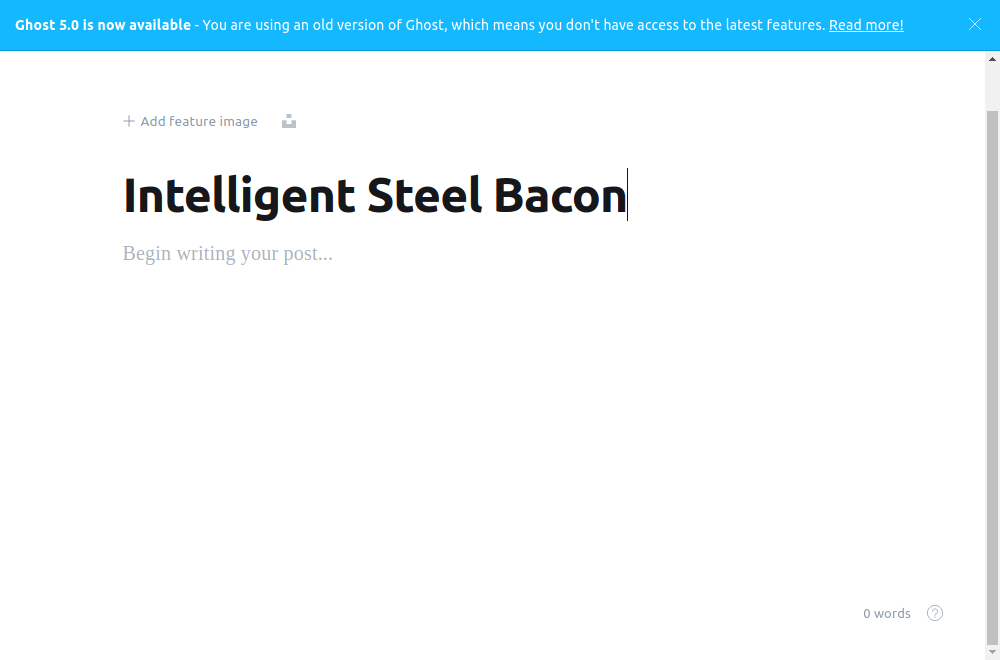 Ghost 5.0 is now available - You are using an old version of Ghost, which means you don't have access to the latest features. Read more!
Add feature image
Intelligent Steel Bacon
Begin writing your post...
0 words
?